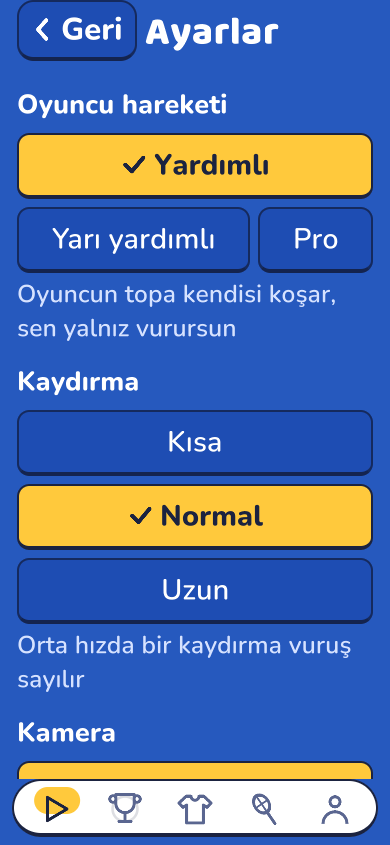 Geri Ayarlar
Oyuncu hareketi
Yardımlı
Yarı yardımlı Pro
Oyuncun topa kendisi koşar,
sen yalnız vurursun
Kaydırma
Kısa
Normal
Uzun
Orta hızda bir kaydırma vuruş
sayılır
Kamera